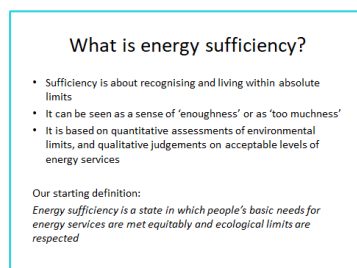 What is energy sufficiency?
• Sufficiency is about recognising and living within absolute
limits
• It can be seen as a sense of ‘enoughness’ or as ‘too muchness’
• It is based on quantitative assessments of environmental
limits, and qualitative judgements on acceptable levels of
energy services
Our starting definition:
Energy sufficiency is a state in which people’s basic needs for
energy services are met equitably and ecological limits are
respected